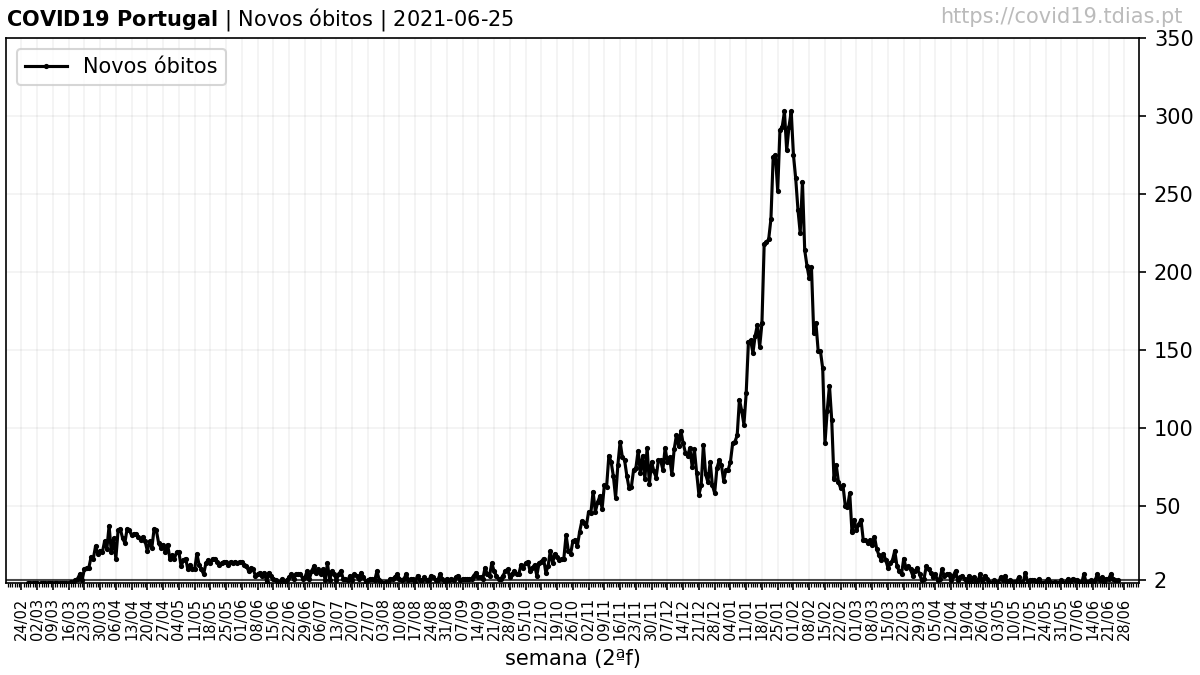 COVID19 Portugal | Novos óbitos | 2021-06-25
https://covid19.tdias.pt
Novos óbitos
350
300
250
200
150
100
50
2
24/02 02/03 09/03 16/03 23/03 30/03 06/04 13/04 20/04 27/04 04/05 11/05 18/05 25/05 01/06 08/06 15/06 22/06 29/06 06/07 13/07 20/07 27/07 03/08 10/08 17/08 24/08 31/08 07/09 14/09 21/09 28/09 05/10 12/10 19/10 26/10 02/11 09/11 16/11 23/11 30/11 07/12 14/12 21/12 28/12 04/01 11/01 18/01 25/01 01/02 08/02 15/02 22/02 01/03 08/03 15/03 22/03 29/03 05/04 12/04 19/04 26/04 03/05 10/05 17/05 24/05 31/05 07/06 14/06 21/06 28/06
semana (2ªf)